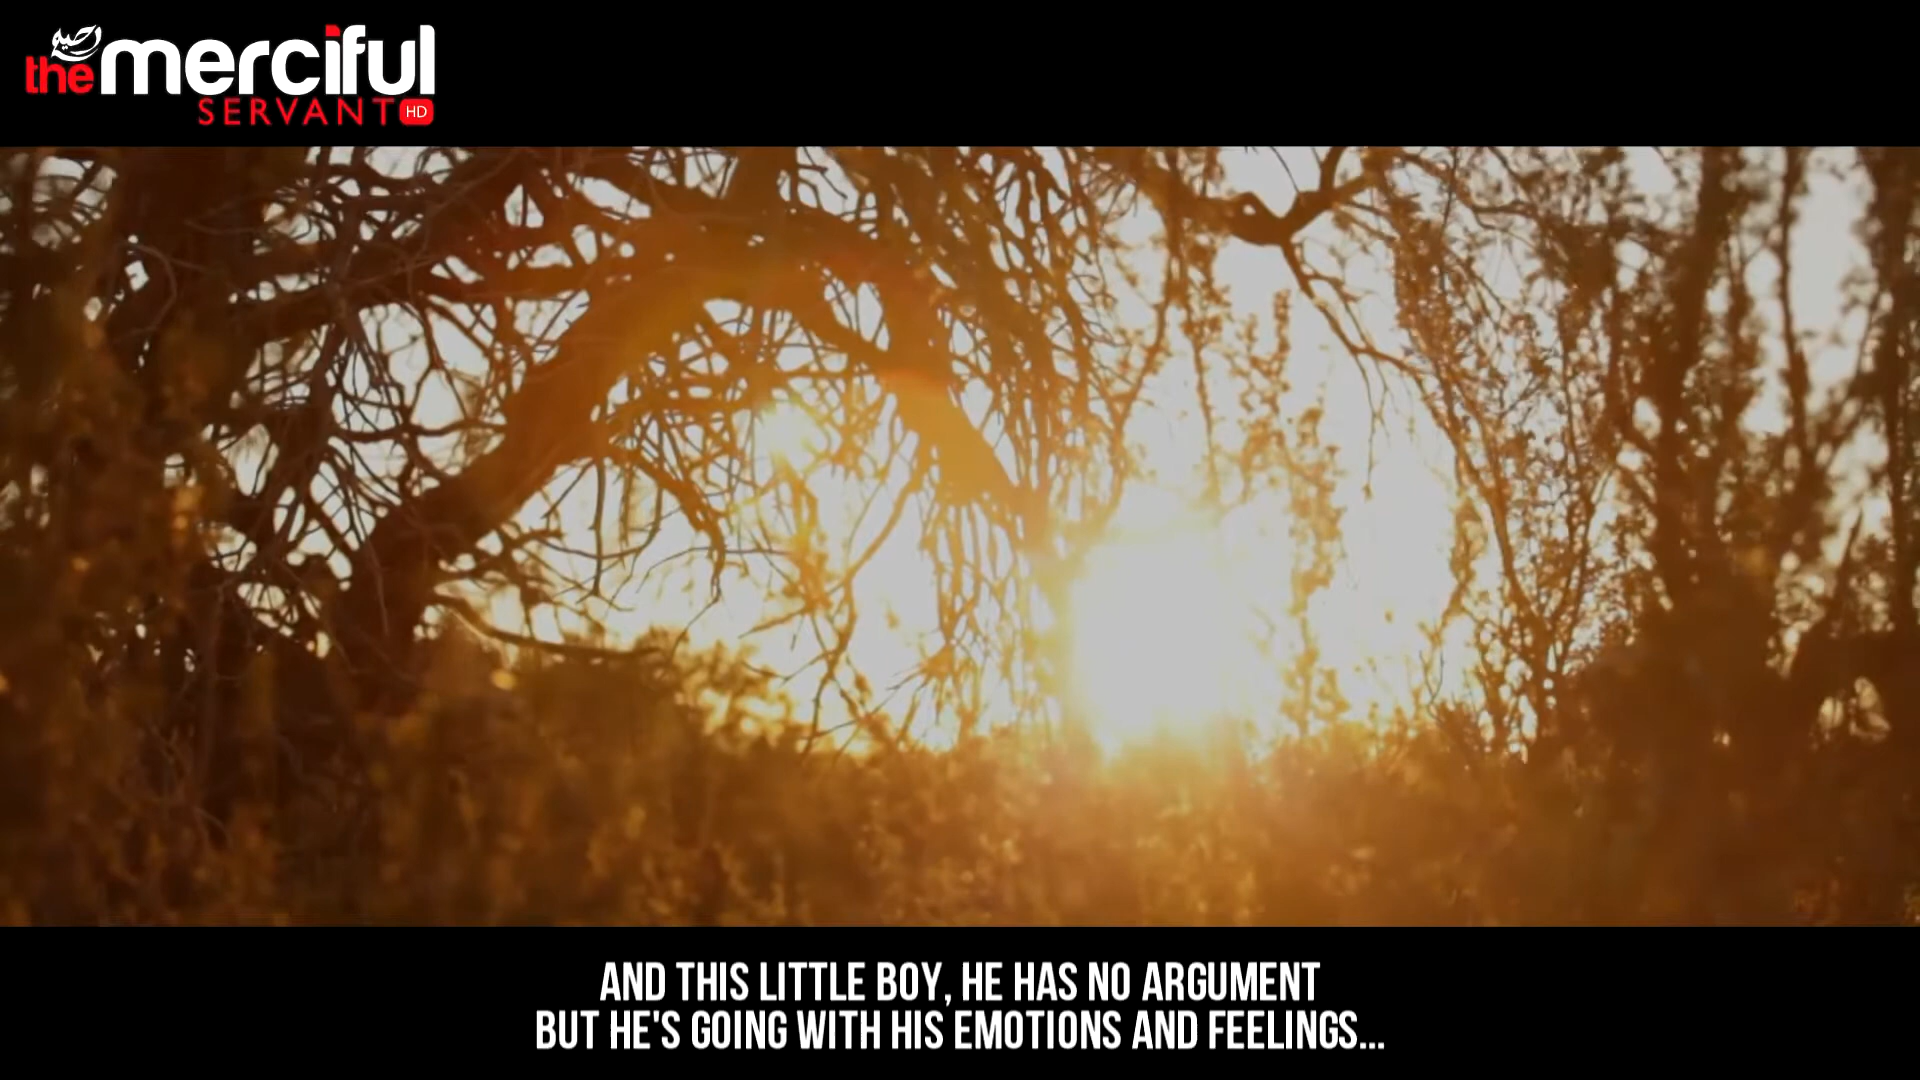 the merciful
SERVANT HD
AND THIS LITTLE BOY, HE HAS NO ARGUMENT
BUT HE'S GOING WITH HIS EMOTIONS AND FEELINGS...